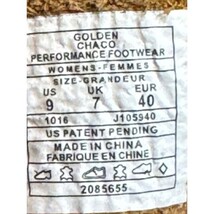 GOLDEN
CHACO
PERFORMANCE FOOTWEAR
WOMENS-FEMMES
SIZE-GRANDEUR
US UK EUR
9 7 40
1016 J105940
US PATENT PENDING
MADE IN CHINA
FABRIQUE EN CHINE
2085655